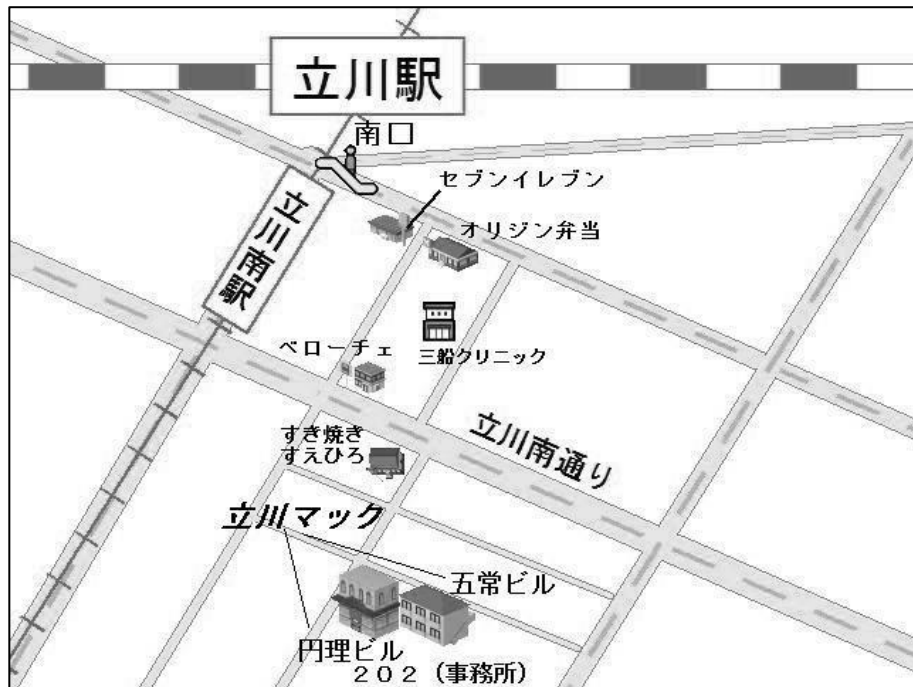 立川駅
南口
セブンイレブン
オリジン弁当
立川南駅
三船クリニック
ベローチェ
立川南通り
すき焼き
すえひろ
立川マック
五常ビル
円理ビル
202（事務所）